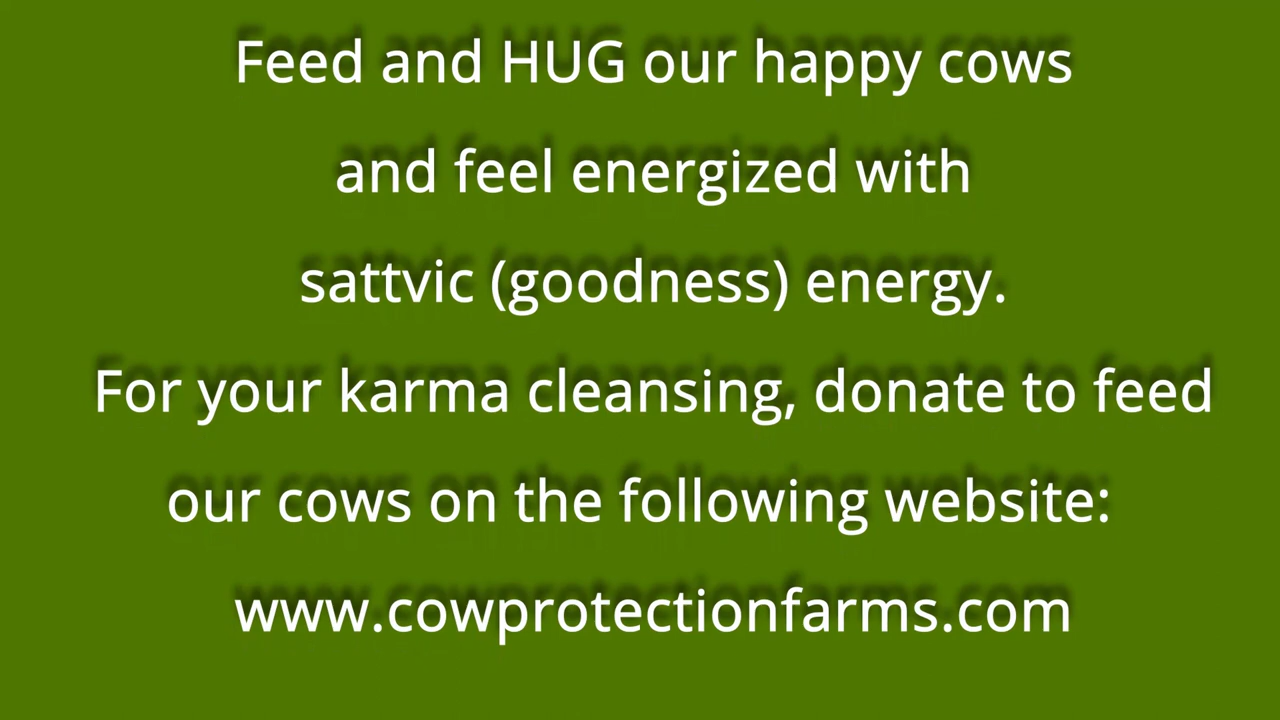 Feed and HUG our happy cows
and feel energized with
sattvic (goodness) energy.
For your karma cleansing, donate to feed
our cows on the following website:
www.cowprotectionfarms.com